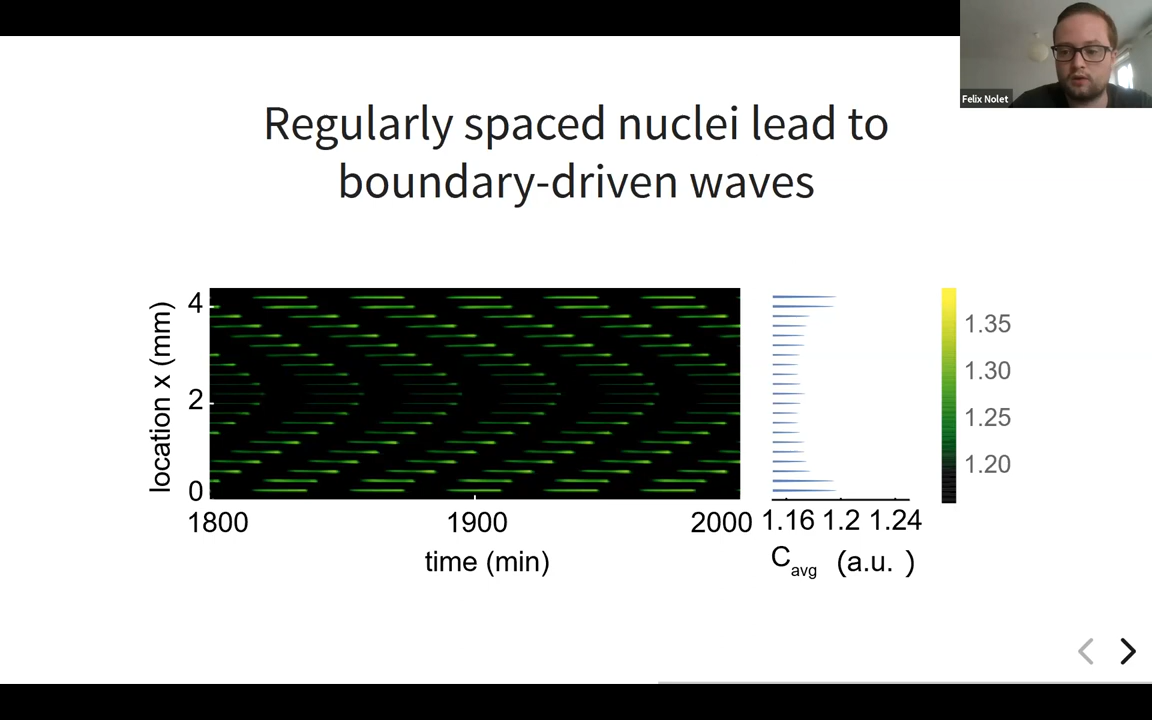 Felix Nolet
Regularly spaced nuclei lead to
boundary-driven waves
location x (mm)
4
2
0
1800
1900
2000
time (min)
1.16 1.2 1.24
Cavg (a.u. )
1.35
1.30
1.25
1.20